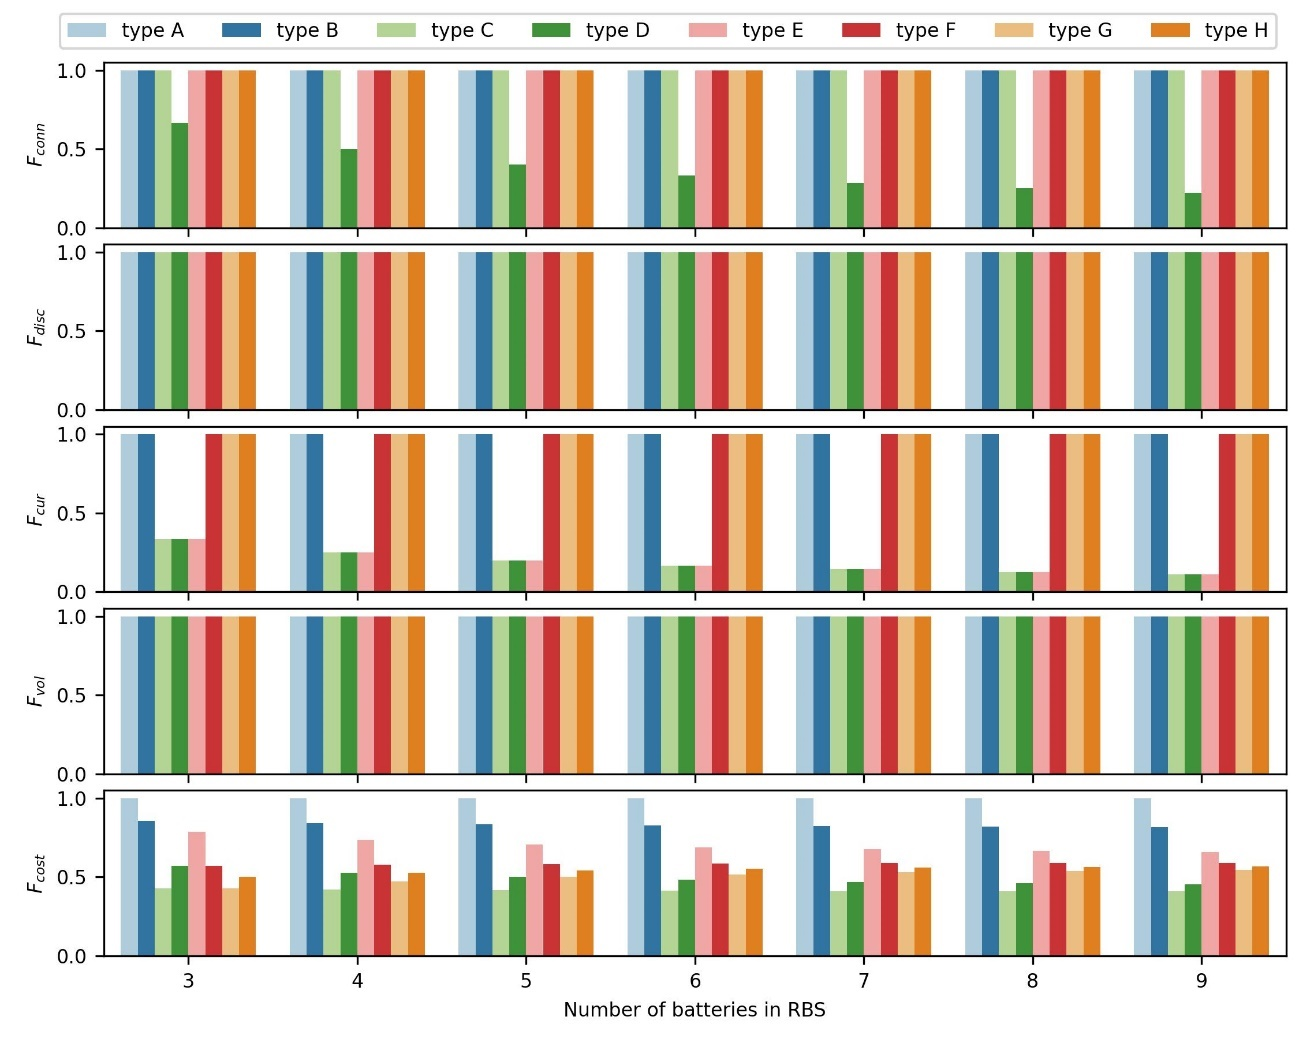 type A type B type C type D type E type F type G type H
1.0
0.5
0.0
F_conn
1.0
0.5
0.0
F_disc
1.0
0.5
0.0
F_cur
1.0
0.5
0.0
F_vol
1.0
0.5
0.0
F_cost
3 4 5 6 7 8 9
Number of batteries in RBS